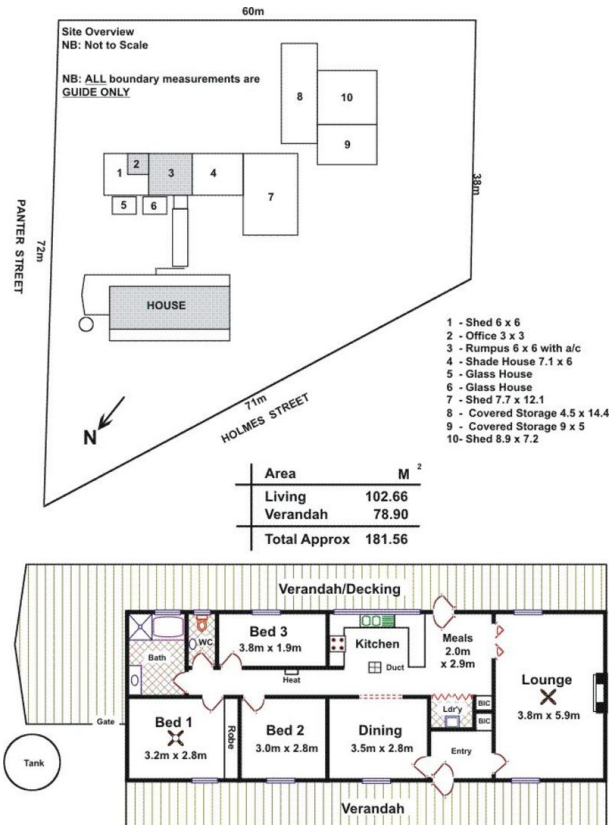 60m
Site Overview
NB: Not to Scale
NB: ALL boundary measurements are
GUIDE ONLY
8
10
9
2
1
3
4
7
5
6
38m
PANTER STREET
72m
HOUSE
N
71m
HOLMES STREET
1 - Shed 6 x 6
2 - Office 3 x 3
3 - Rumpus 6 x 6 with a/c
4 - Shade House 7.1 x 6
5 - Glass House
6 - Glass House
7 - Shed 7.7 x 12.1
8 - Covered Storage 4.5 x 14.4
9 - Covered Storage 9 x 5
10- Shed 8.9 x 7.2
Area M 2
Living 102.66
Verandah 78.90
Total Approx 181.56
Verandah/Decking
WC
Bed 3
3.8m x 1.9m
Kitchen
Meals
2.0m
x 2.9m
Bath
Duct
Heat
Lounge
3.8m x 5.9m
Gate
Bed 1
3.2m x 2.8m
Robe
Bed 2
3.0m x 2.8m
Dining
3.5m x 2.8m
Ldr'y
BIC
BIC
Entry
Tank
Verandah